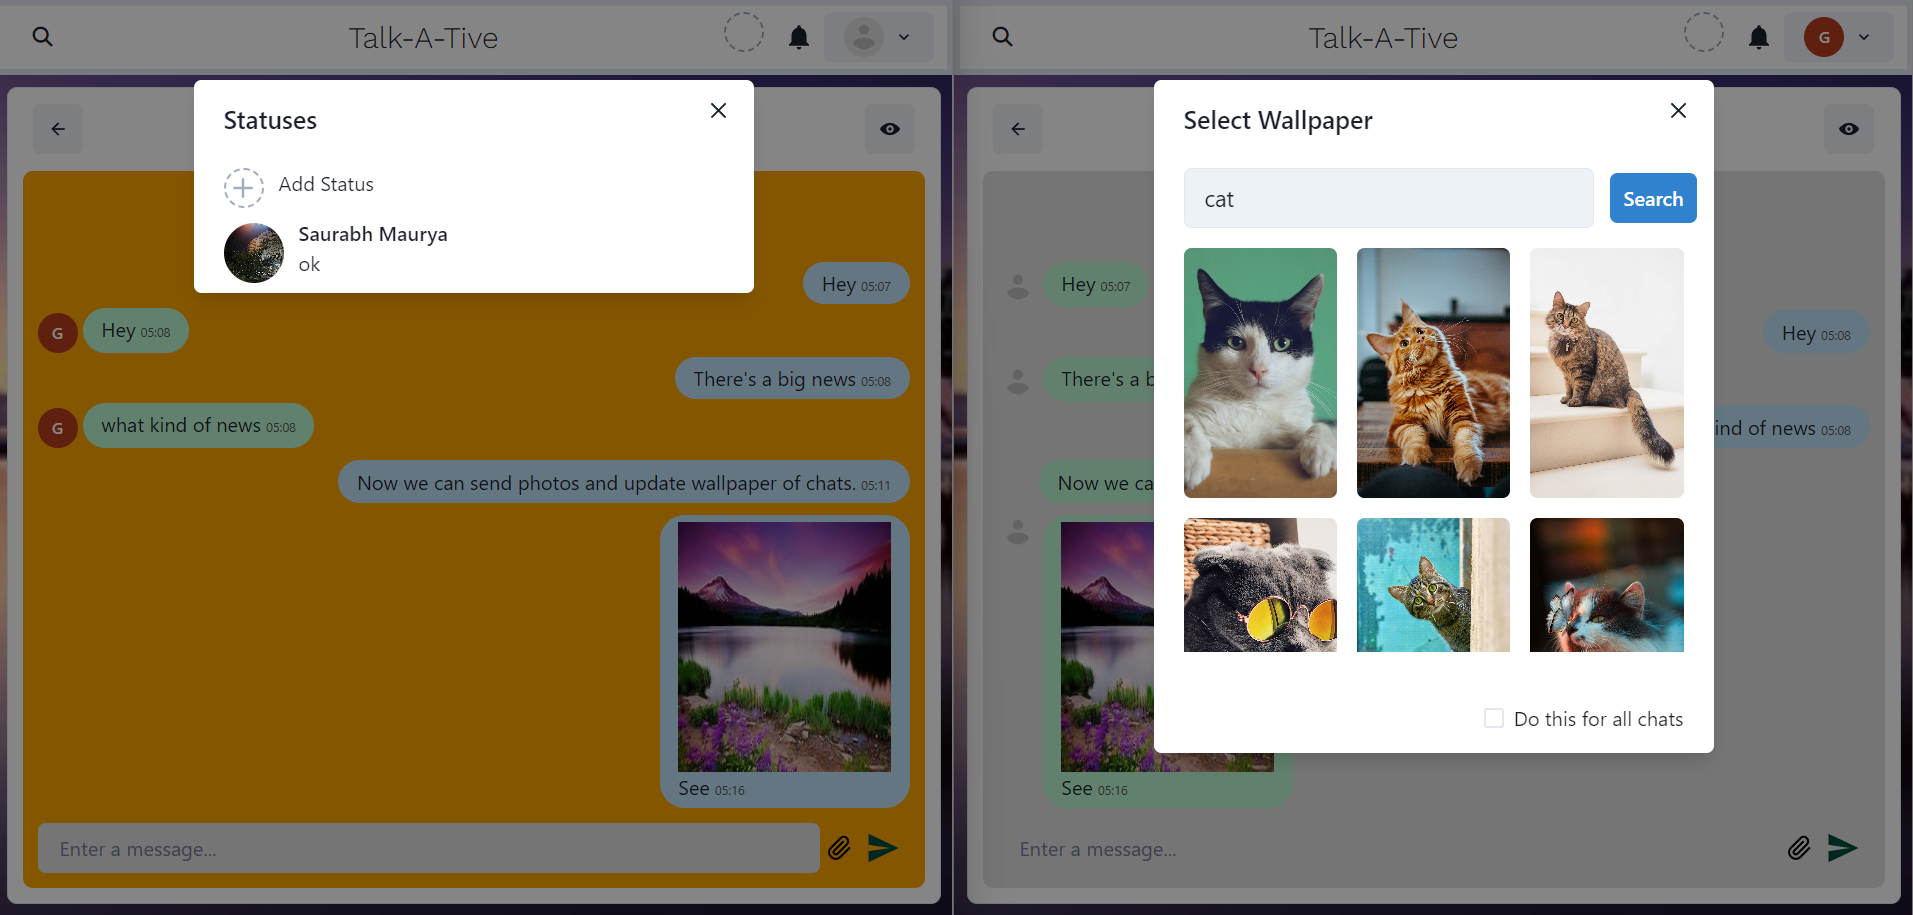 Talk-A-Tive
Statuses
Add Status
Saurabh Maurya
ok
Hey 05:07
G
Hey 05:08
There's a big news 05:08
G
what kind of news 05:08
Now we can send photos and update wallpaper of chats. 05:11
See 05:16
Enter a message...
Talk-A-Tive
G
Select Wallpaper
cat
Search
Hey 05:07
Hey 05:08
There's a
of news 05:08
Now we
See 05:16
Do this for all chats
Enter a message...